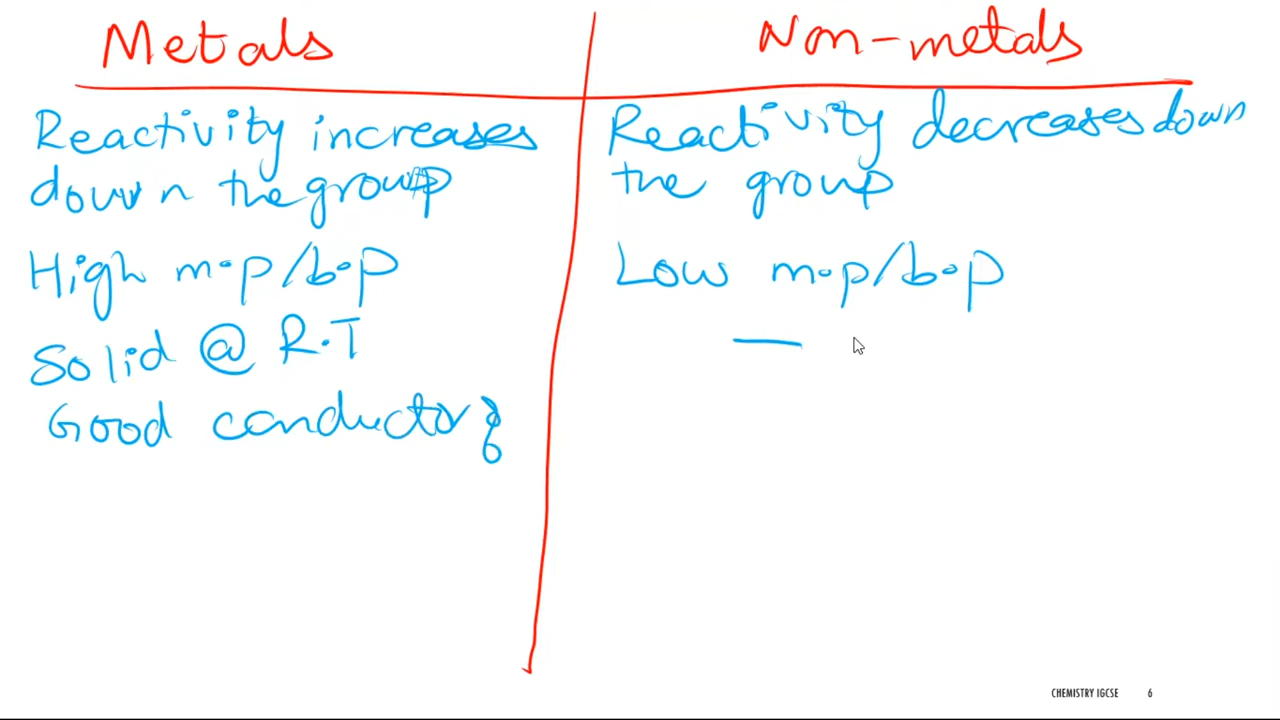 Metals
Non-metals
Reactivity increases
down the group
High m.p/b.p
Solid @ R.T
Good conductor
Reactivity decreases down
the group
Low m.p/b.p
—
CHEMISTRY IGCSE 6